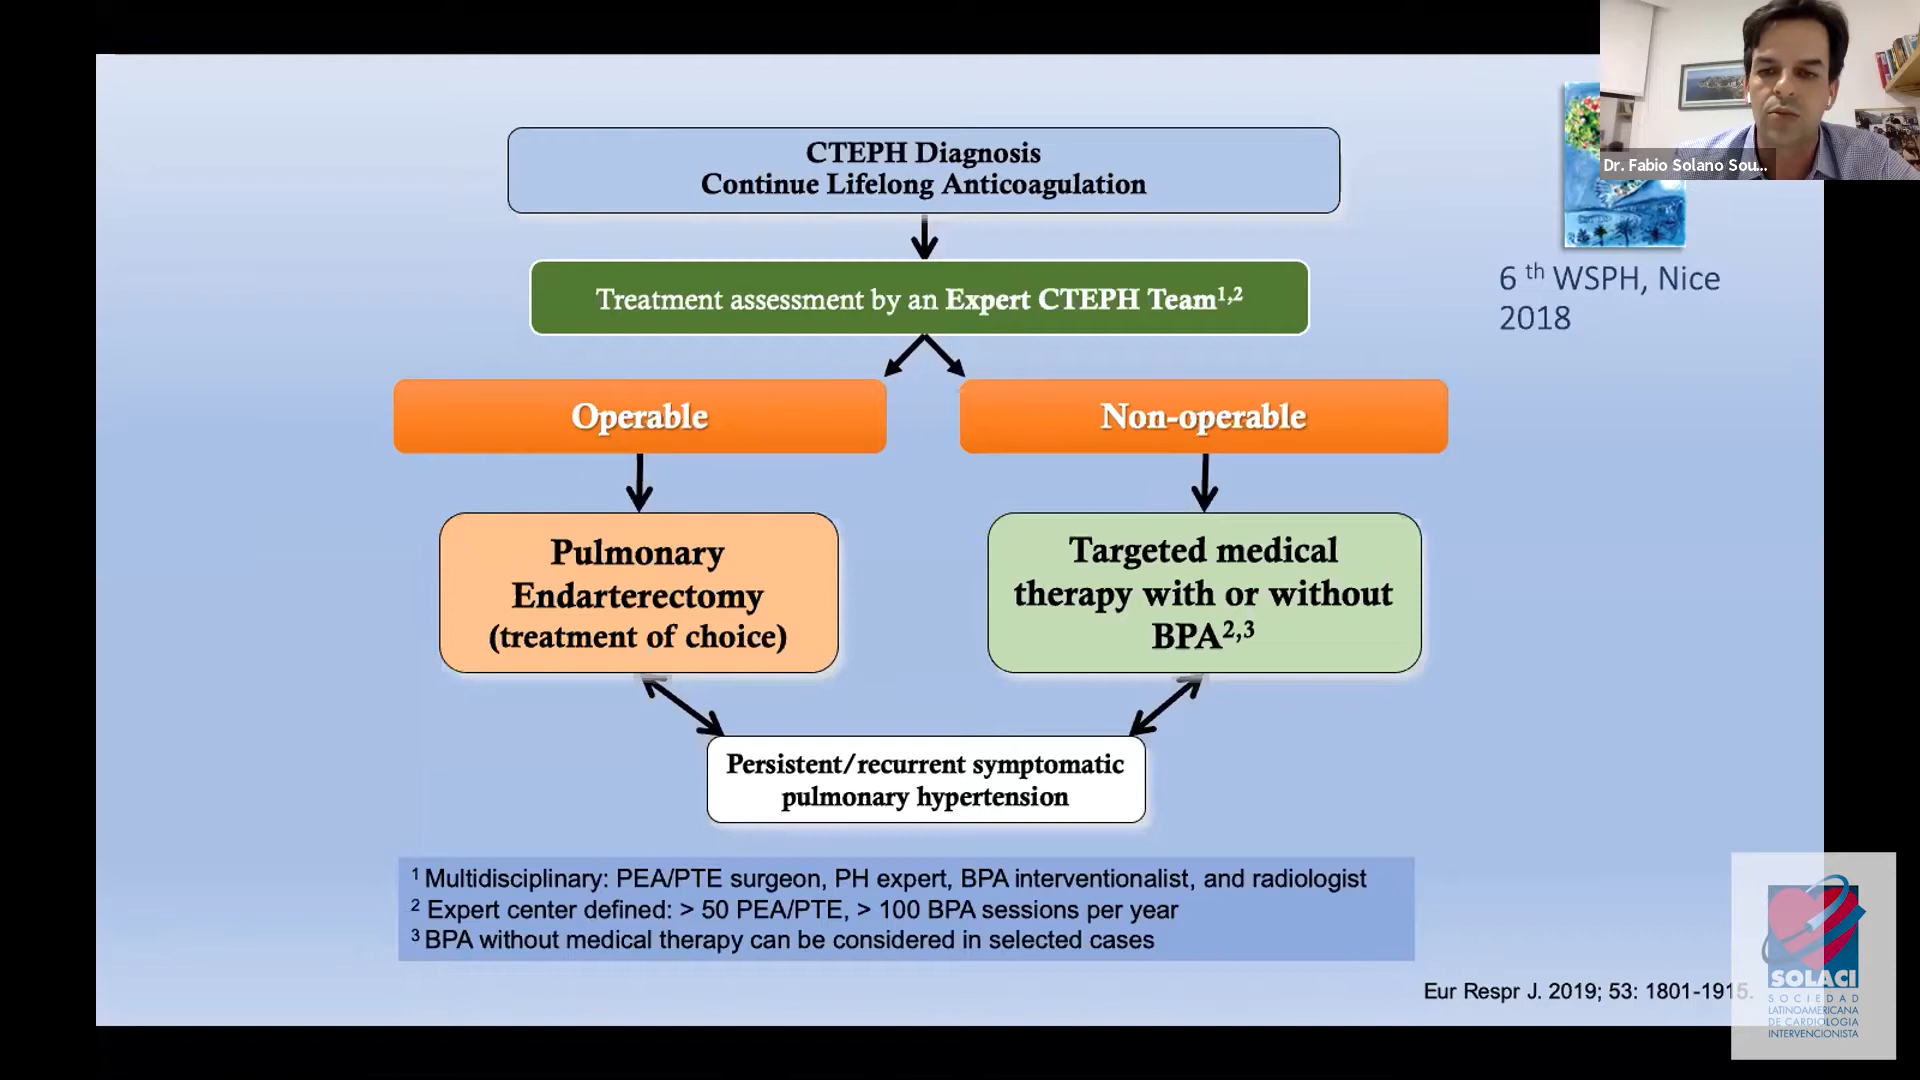 Dr. Fabio Solano Sou...
CTEPH Diagnosis
Continue Lifelong Anticoagulation
Treatment assessment by an Expert CTEPH Team1,2
6 th WSPH, Nice
2018
Operable
Non-operable
Pulmonary
Endarterectomy
(treatment of choice)
Targeted medical
therapy with or without
BPA2,3
Persistent/recurrent symptomatic
pulmonary hypertension
1 Multidisciplinary: PEA/PTE surgeon, PH expert, BPA interventionalist, and radiologist
2 Expert center defined: > 50 PEA/PTE, > 100 BPA sessions per year
3 BPA without medical therapy can be considered in selected cases
Eur Respr J. 2019; 53: 1801-1915.
SOLACI
SOCIEDAD
LATINOAMERICANA
DE CARDIOLOGIA
INTERVENCIONISTA